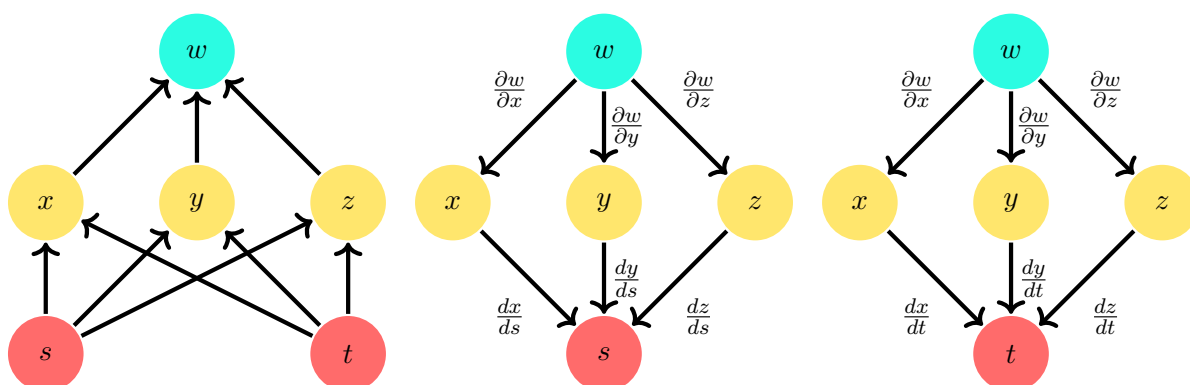 w w w
∂w/∂x ∂w/∂z ∂w/∂x ∂w/∂z
∂w/∂y ∂w/∂y
x y z x y z x y z
dy/ds dy/dt
dx/ds dz/ds dx/dt dz/dt
s t s t